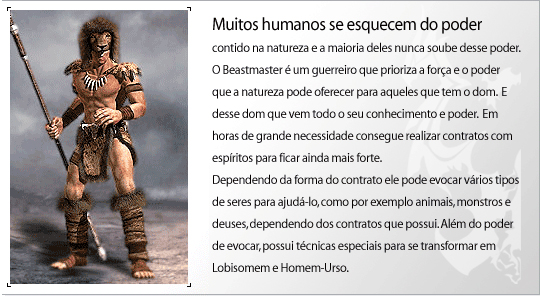 Muitos humanos se esquecem do poder
contido na natureza e a maioria deles nunca soube desse poder.
O Beastmaster é um guerreiro que prioriza a força e o poder
que a natureza pode oferecer para aqueles que tem o dom. E
desse dom que vem todo o seu conhecimento e poder. Em
horas de grande necessidade consegue realizar contratos com
espíritos para ficar ainda mais forte.
Dependendo da forma do contrato ele pode evocar vários tipos
de seres para ajudá-lo, como por exemplo animais, monstros e
deuses, dependendo dos contratos que possui. Além do poder
de evocar, possui técnicas especiais para se transformar em
Lobisomem e Homem-Urso.